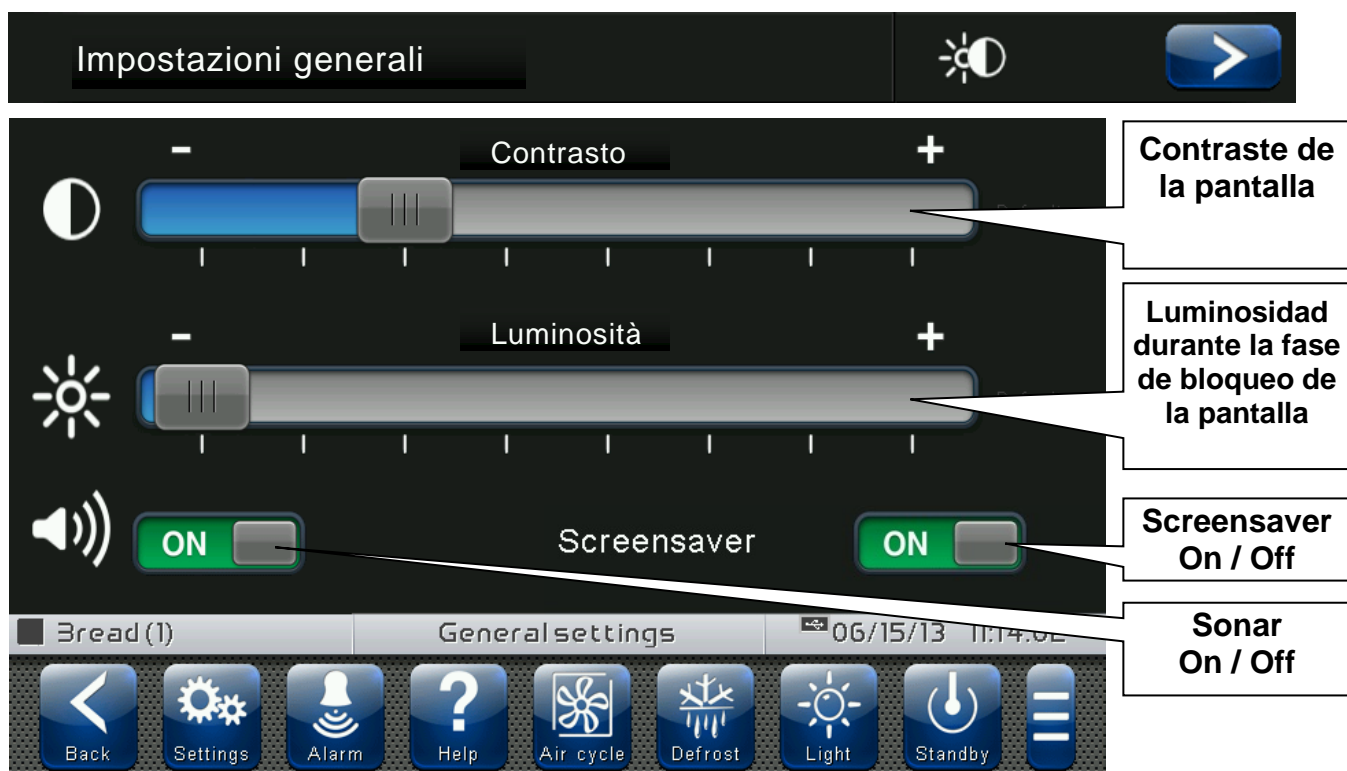 Impostazioni generali
- Contrasto +
Contraste de
la pantalla
- Luminosità +
Luminosidad
durante la fase
de bloqueo de
la pantalla
ON Screensaver ON
Screensaver
On / Off
Bread (1) General settings 06/15/13
Sonar
On / Off
Back Settings Alarm ? Help Air cycle Defrost Light Standby